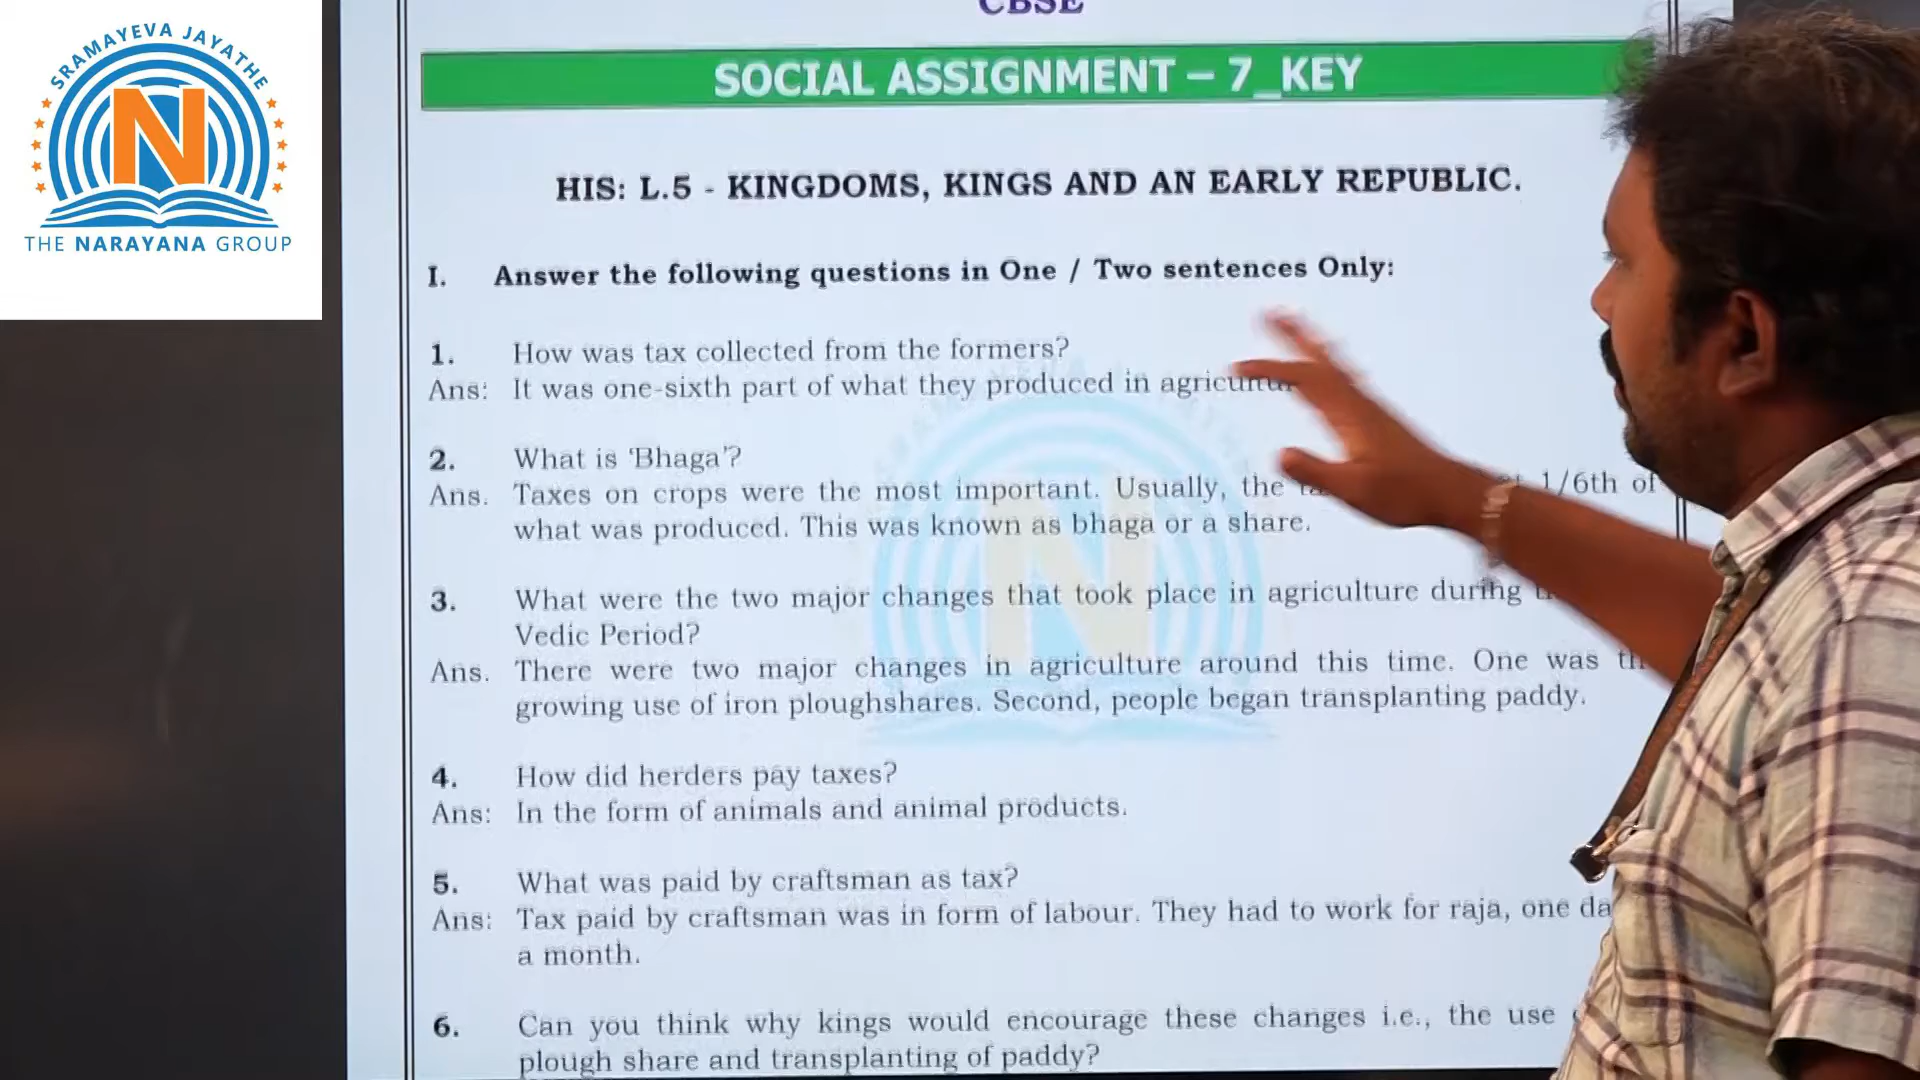 SRAMAYEVA JAYATHE
N
THE NARAYANA GROUP
CBSE
SOCIAL ASSIGNMENT – 7_KEY
HIS: L.5 - KINGDOMS, KINGS AND AN EARLY REPUBLIC.
I. Answer the following questions in One / Two sentences Only:
1. How was tax collected from the formers?
Ans: It was one-sixth part of what they produced in
2. What is 'Bhaga'?
Ans. Taxes on crops were the most important. Usually, the 1/6th of
what was produced. This was known as bhaga or a share.
3. What were the two major changes that took place in agriculture during
Vedic Period?
Ans. There were two major changes in agriculture around this time. One was
growing use of iron ploughshares. Second, people began transplanting paddy.
4. How did herders pay taxes?
Ans: In the form of animals and animal products.
5. What was paid by craftsman as tax?
Ans: Tax paid by craftsman was in form of labour. They had to work for raja, one
a month.
6. Can you think why kings would encourage these changes i.e., the use
plough share and transplanting of paddy?